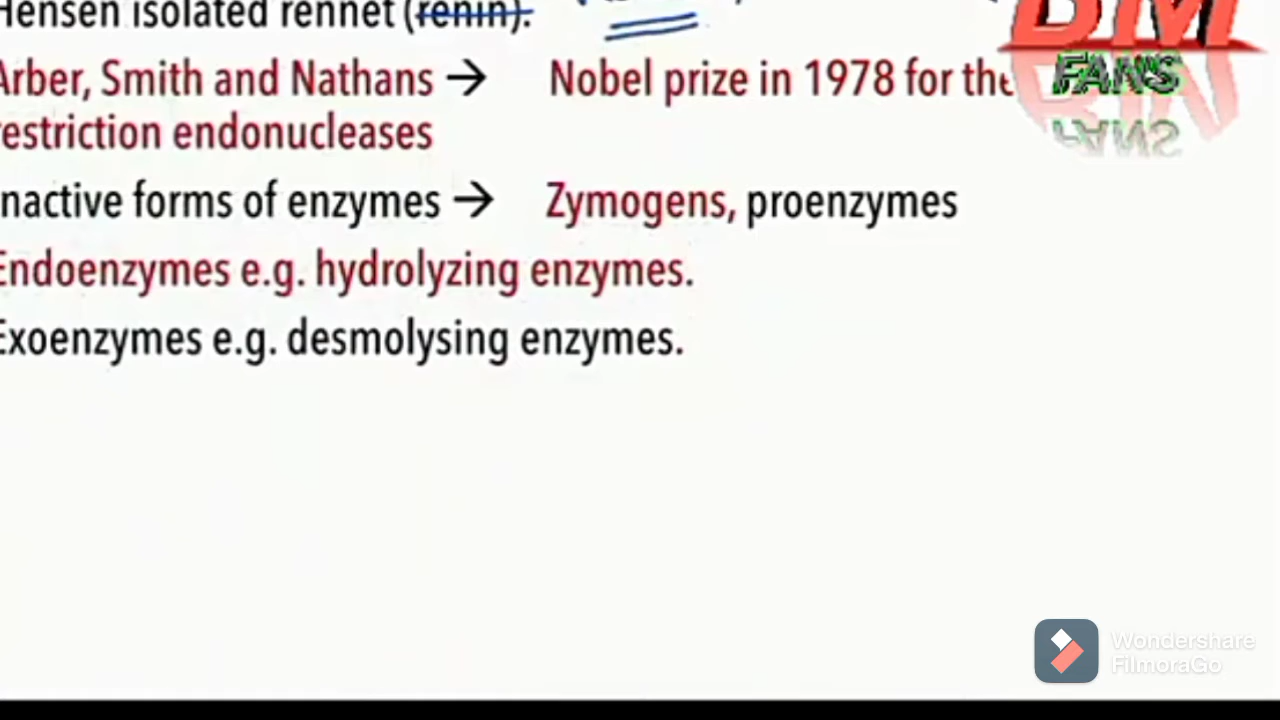 Hensen isolated rennet (renin).
Arber, Smith and Nathans → Nobel prize in 1978 for the
restriction endonucleases
Inactive forms of enzymes → Zymogens, proenzymes
Endoenzymes e.g. hydrolyzing enzymes.
Exoenzymes e.g. desmolysing enzymes.
FANS
Wondershare
FilmoraGo